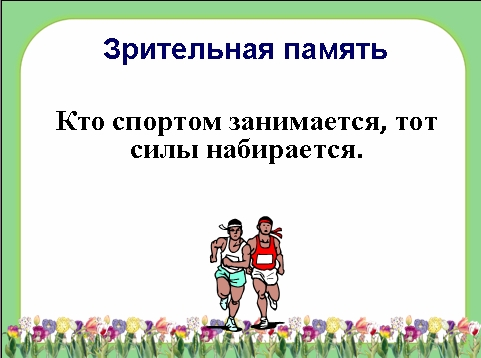 Зрительная память
Кто спортом занимается, тот
силы набирается.